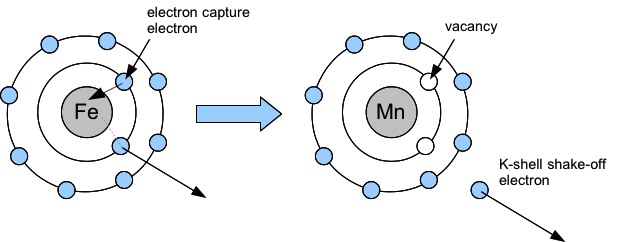 electron capture
electron
Fe
vacancy
Mn
K-shell shake-off
electron